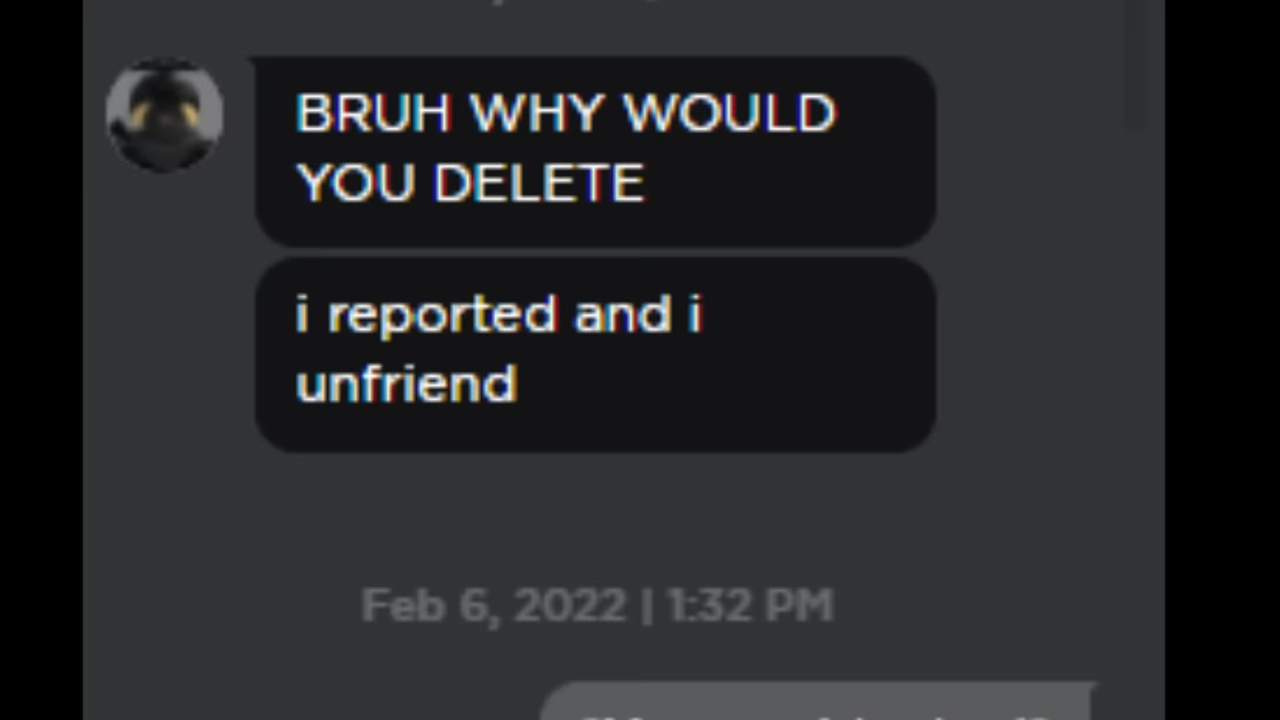 BRUH WHY WOULD
YOU DELETE
i reported and i
unfriend
Feb 6, 2022 | 1:32 PM